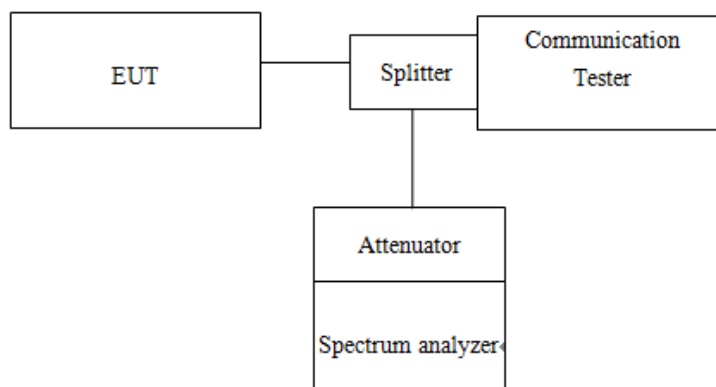 EUT
Splitter
Communication
Tester
Attenuator
Spectrum analyzer